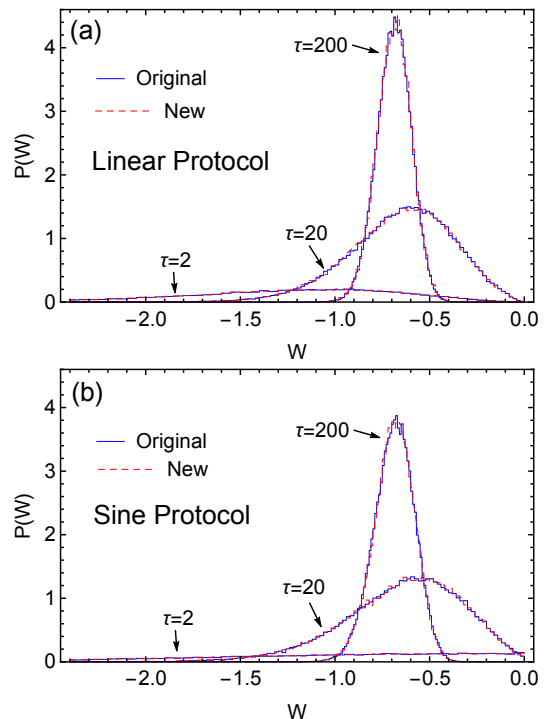 (a)
4
τ=200
Original
New
3
P(W)
Linear Protocol
2
τ=20
1
τ=2
0
−2.0 −1.5 −1.0 −0.5 0.0
W
(b)
4
Original
τ=200
New
3
P(W)
Sine Protocol
2
τ=20
1
τ=2
0
−2.0 −1.5 −1.0 −0.5 0.0
W